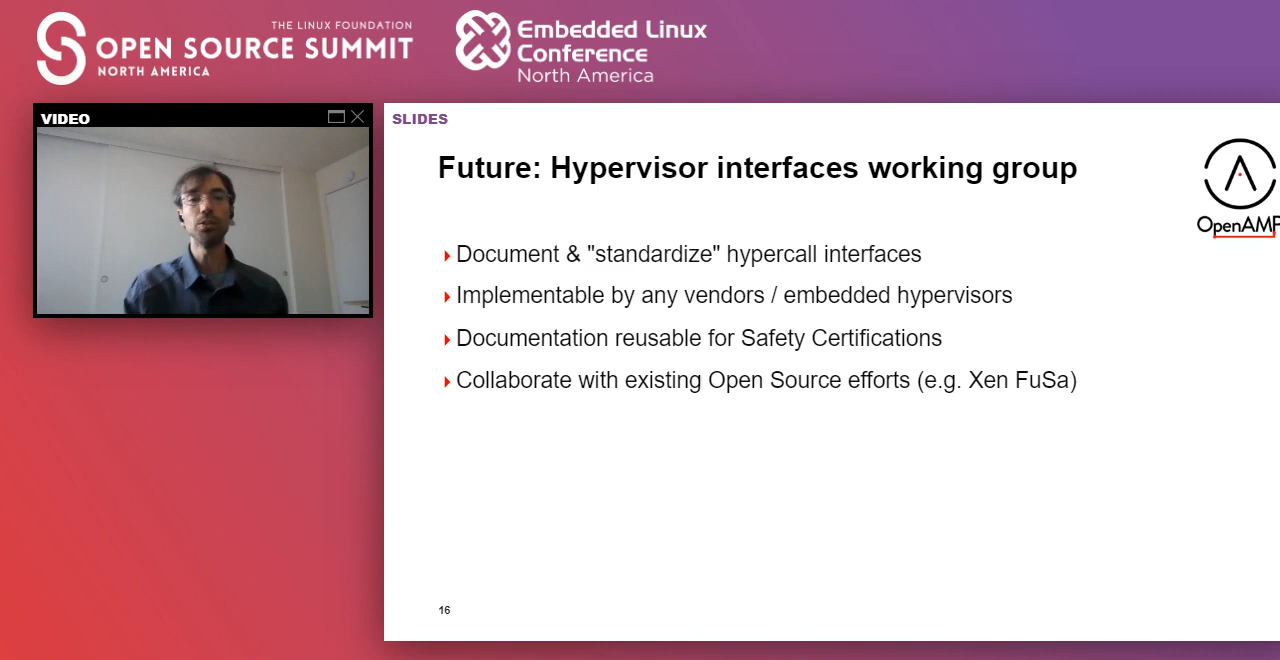 THE LINUX FOUNDATION
OPEN SOURCE SUMMIT
NORTH AMERICA
Embedded Linux
Conference
North America
VIDEO
SLIDES
Future: Hypervisor interfaces working group
OpenAMP
Document & "standardize" hypercall interfaces
Implementable by any vendors / embedded hypervisors
Documentation reusable for Safety Certifications
Collaborate with existing Open Source efforts (e.g. Xen FuSa)
16